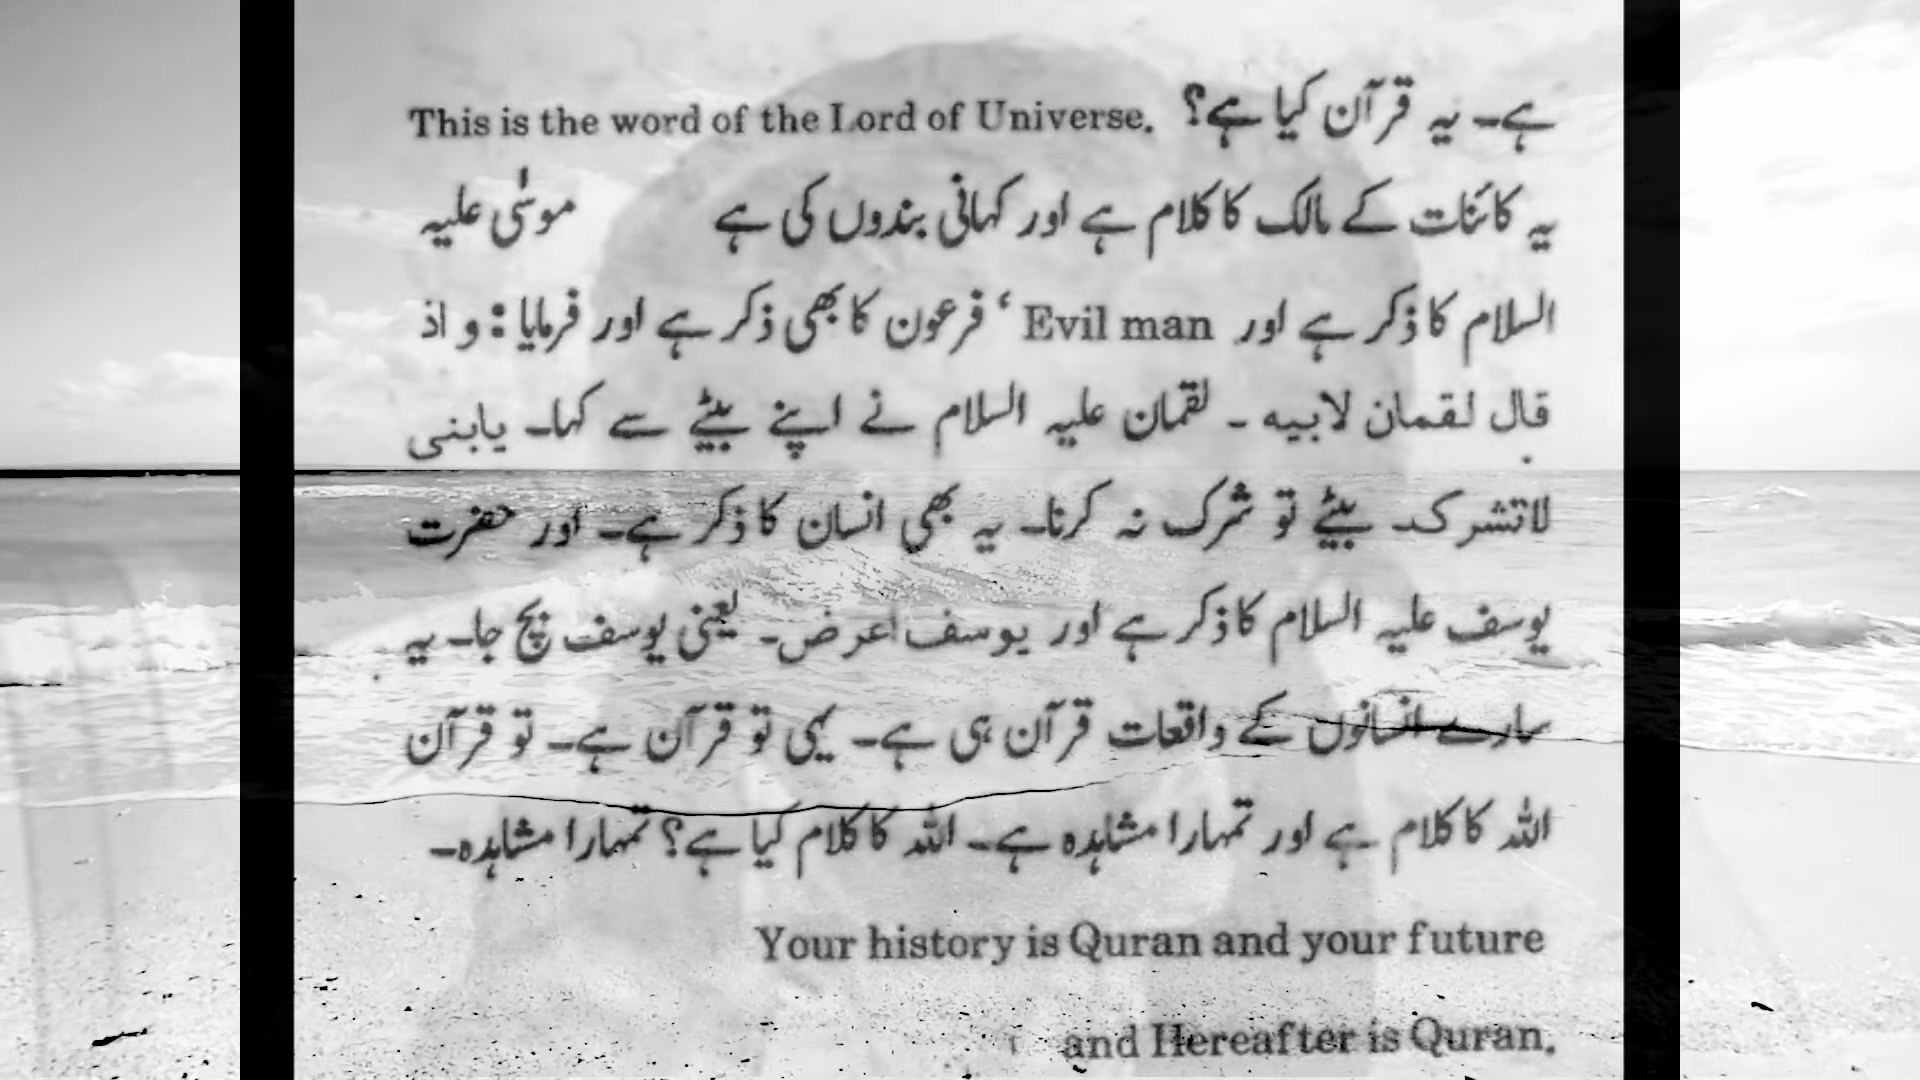 ہے۔ یہ قرآن کیا ہے؟ This is the word of the Lord of Universe.
یہ کائنات کے مالک کا کلام ہے اور کہانی بندوں کی ہے موسٰی علیہ
السلام کا ذکر ہے اور Evil man ‘ فرعون کا بھی ذکر ہے اور فرمایا : و اذ
قال لقمان لابیہ ۔ لقمان علیہ السلام نے اپنے بیٹے سے کہا۔ یابنی
لاتشرک بیٹے تو شرک نہ کرنا۔ یہ بھی انسان کا ذکر ہے۔ اور حضرت
یوسف علیہ السلام کا ذکر ہے اور یوسف اعرض۔ یعنی یوسف بچ جا۔ یہ
سارے انسانوں کے واقعات قرآن ہی ہے۔ یہی تو قرآن ہے۔ تو قرآن
اللہ کا کلام ہے اور تمہارا مشاہدہ ہے۔ اللہ کا کلام کیا ہے؟ تمہارا مشاہدہ۔
Your history is Quran and your future
and Hereafter is Quran.